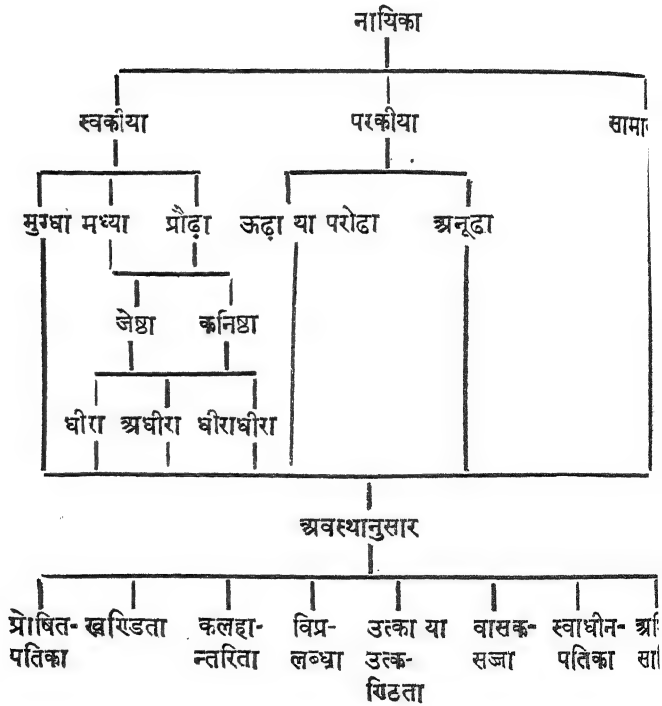 नायिका
स्वकीया परकीया
मुग्धा मध्या प्रौढ़ा ऊढ़ा या परोढा अनूढा
जेष्ठा कनिष्ठा
धीरा अधीरा धीराधीरा
अवस्थानुसार
प्रोषित- खण्डिता कलहा- विप्र- उत्का या वासक- स्वाधीन-
पतिका न्तरिता लब्धा उत्क- सज्जा पतिका
ण्ठिता